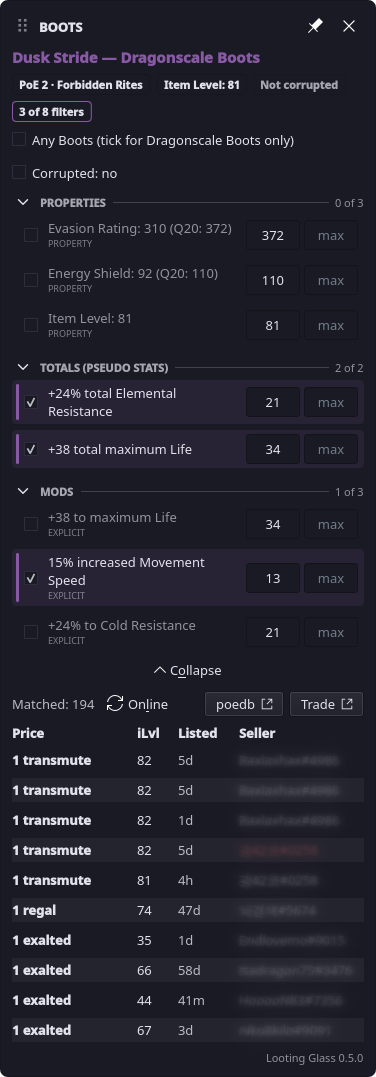 BOOTS
Dusk Stride — Dragonscale Boots
PoE 2 · Forbidden Rites Item Level: 81 Not corrupted
3 of 8 filters
Any Boots (tick for Dragonscale Boots only)
Corrupted: no
PROPERTIES 0 of 3
Evasion Rating: 310 (Q20: 372) 372 max
PROPERTY
Energy Shield: 92 (Q20: 110) 110 max
PROPERTY
Item Level: 81 81 max
PROPERTY
TOTALS (PSEUDO STATS) 2 of 2
+24% total Elemental
Resistance 21 max
+38 total maximum Life 34 max
MODS 1 of 3
+38 to maximum Life 34 max
EXPLICIT
15% increased Movement
Speed 13 max
EXPLICIT
+24% to Cold Resistance 21 max
EXPLICIT
Collapse
Matched: 194 Online poedb Trade
Price iLvl Listed Seller
1 transmute 82 5d
1 transmute 82 5d
1 transmute 82 1d
1 transmute 82 5d
1 transmute 81 4h
1 regal 74 47d
1 exalted 35 1d
1 exalted 66 58d
1 exalted 44 41m
1 exalted 67 3d
Looting Glass 0.5.0